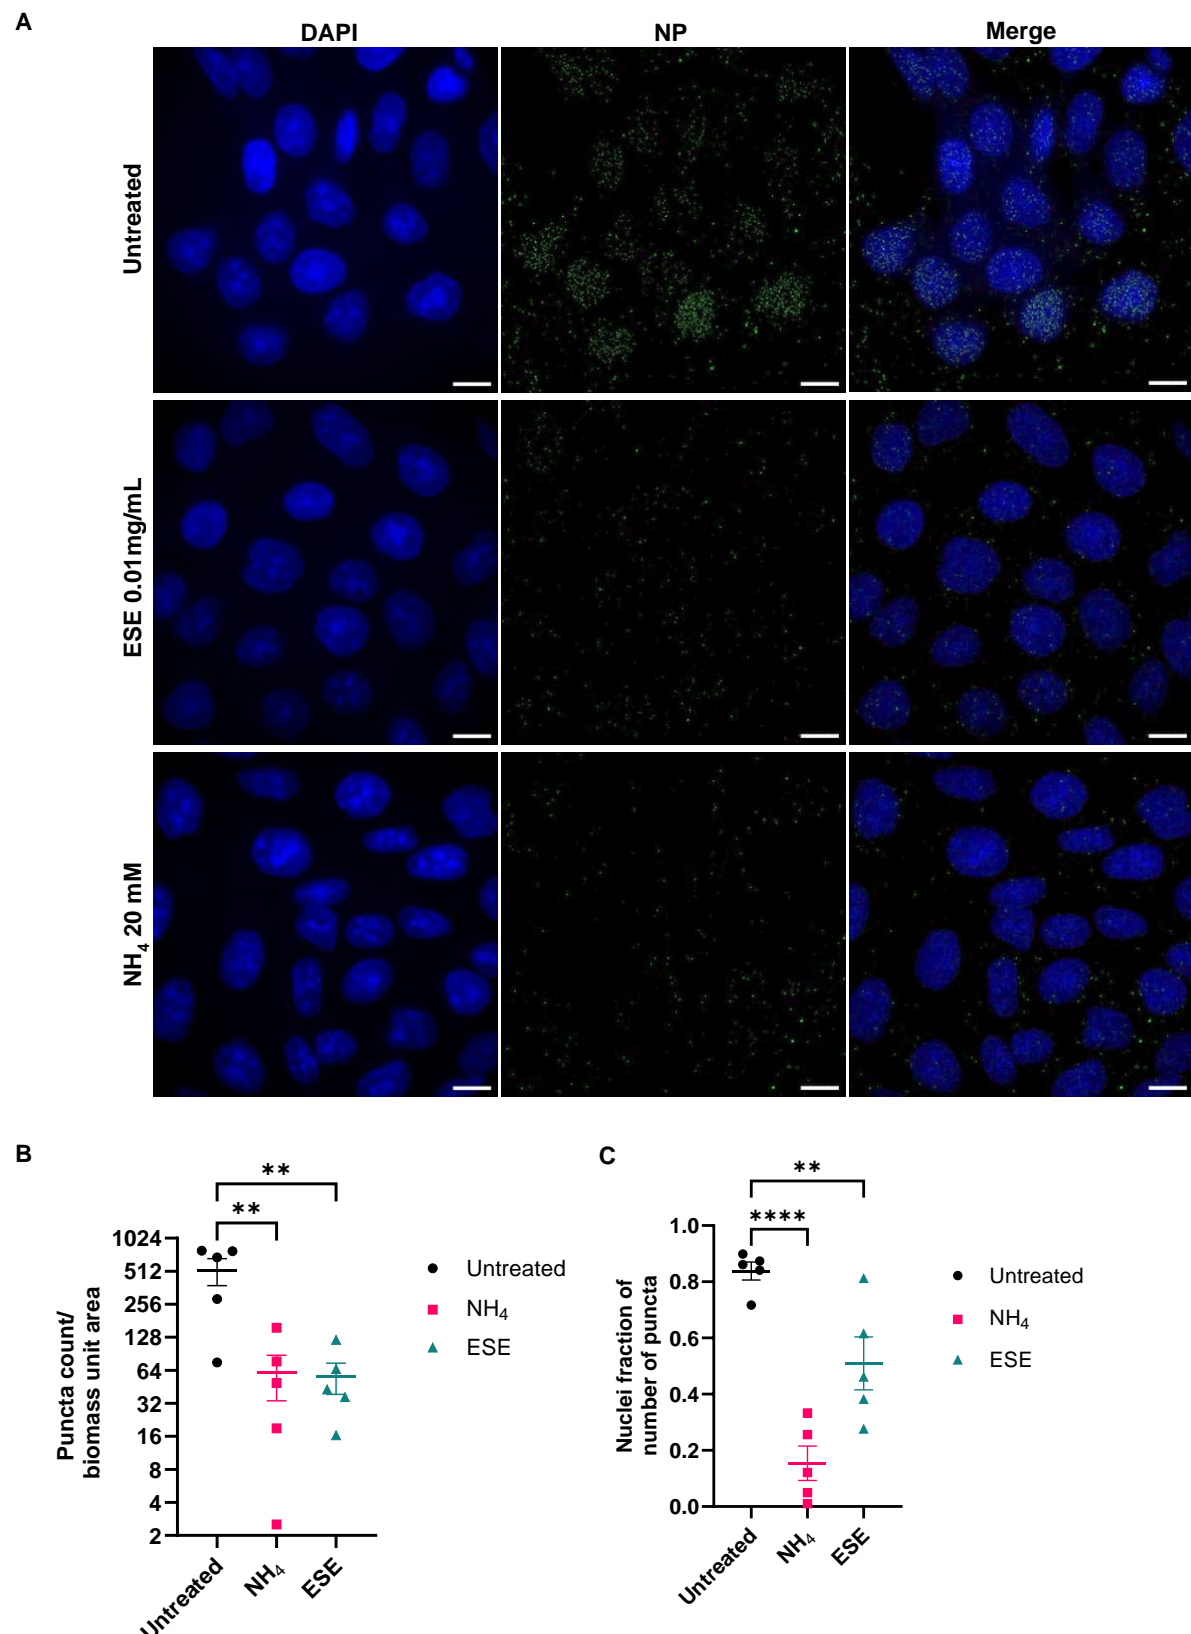 A
DAPI NP Merge
Untreated
ESE 0.01mg/mL
NH₄ 20 mM
B
**
**
1024
512
256
128
64
32
16
8
4
2
Puncta count/
biomass unit area
Untreated
NH₄
ESE
Untreated
NH₄
ESE
C
**
****
1.0
0.8
0.6
0.4
0.2
0.0
Nuclei fraction of
number of puncta
Untreated
NH₄
ESE
Untreated
NH₄
ESE